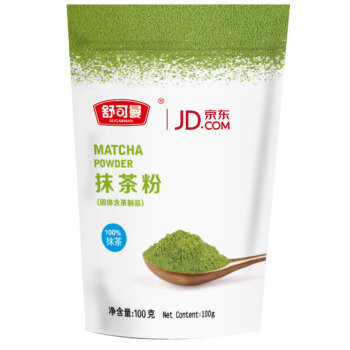 舒可曼
SUGARMAN
®
JD.京东
.COM
MATCHA
POWDER
抹茶粉
(固体含茶制品)
100%
抹茶
净含量:100克 Net Content:100g